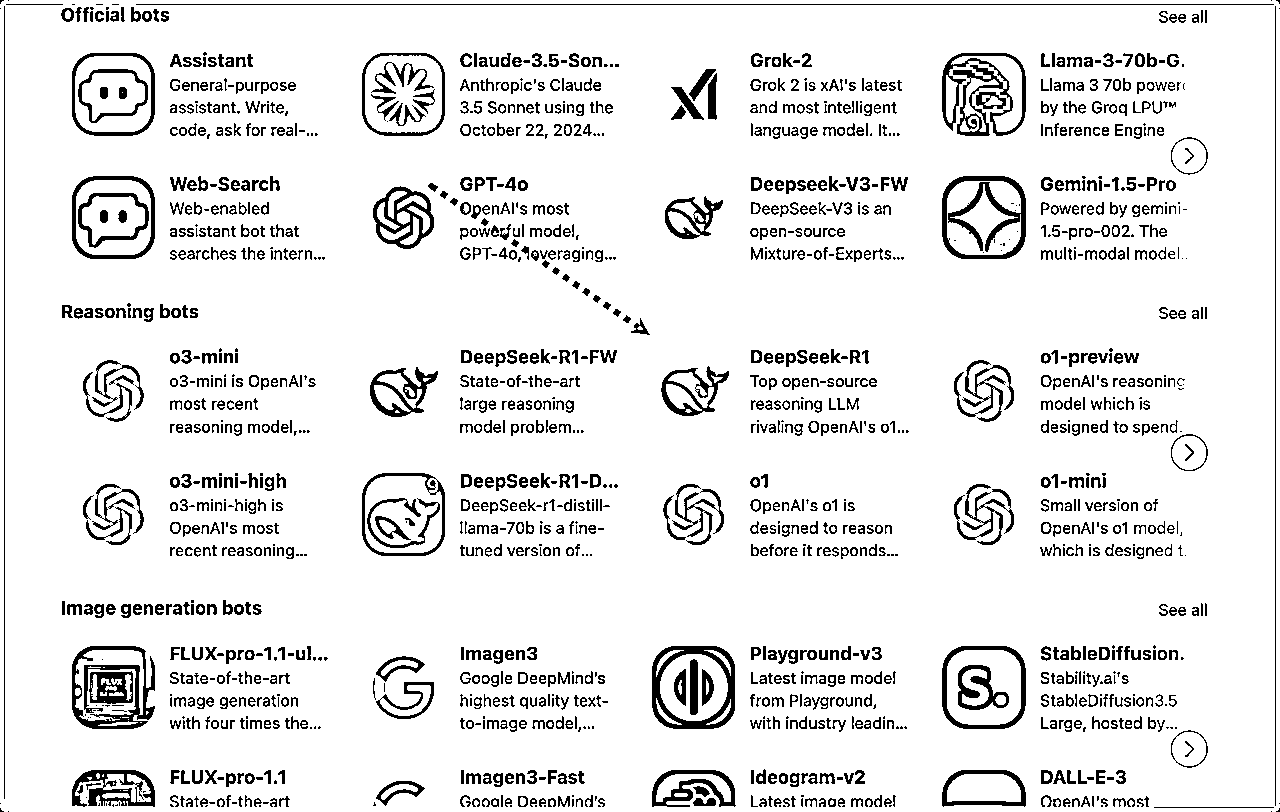 Official bots
See all
Assistant
General-purpose
assistant. Write,
code, ask for real-...
Claude-3.5-Son...
Anthropic's Claude
3.5 Sonnet using the
October 22, 2024...
Grok-2
Grok 2 is xAI's latest
and most intelligent
language model. It...
Llama-3-70b-G.
Llama 3 70b power
by the Groq LPU™
Inference Engine
Web-Search
Web-enabled
assistant bot that
searches the intern...
GPT-4o
OpenAI's most
powerful model,
GPT-4o, leveraging...
Deepseek-V3-FW
DeepSeek-V3 is an
open-source
Mixture-of-Experts...
Gemini-1.5-Pro
Powered by gemini-
1.5-pro-002. The
multi-modal model..
Reasoning bots
See all
o3-mini
o3-mini is OpenAI's
most recent
reasoning model,...
DeepSeek-R1-FW
State-of-the-art
large reasoning
model problem...
DeepSeek-R1
Top open-source
reasoning LLM
rivaling OpenAI's o1...
o1-preview
OpenAI's reasoning
model which is
designed to spend.
o3-mini-high
o3-mini-high is
OpenAI's most
recent reasoning...
DeepSeek-R1-D...
DeepSeek-r1-distill-
llama-70b is a fine-
tuned version of...
o1
OpenAI's o1 is
designed to reason
before it responds...
o1-mini
Small version of
OpenAI's o1 model,
which is designed t.
Image generation bots
See all
FLUX-pro-1.1-ul...
State-of-the-art
image generation
with four times the...
Imagen3
Google DeepMind's
highest quality text-
to-image model,...
Playground-v3
Latest image model
from Playground,
with industry leadin...
StableDiffusion.
Stability.ai's
StableDiffusion3.5
Large, hosted by...
FLUX-pro-1.1
State-of-the-art
Imagen3-Fast
Google DeepMind's
Ideogram-v2
Latest image model
DALL-E-3
OpenAI's most